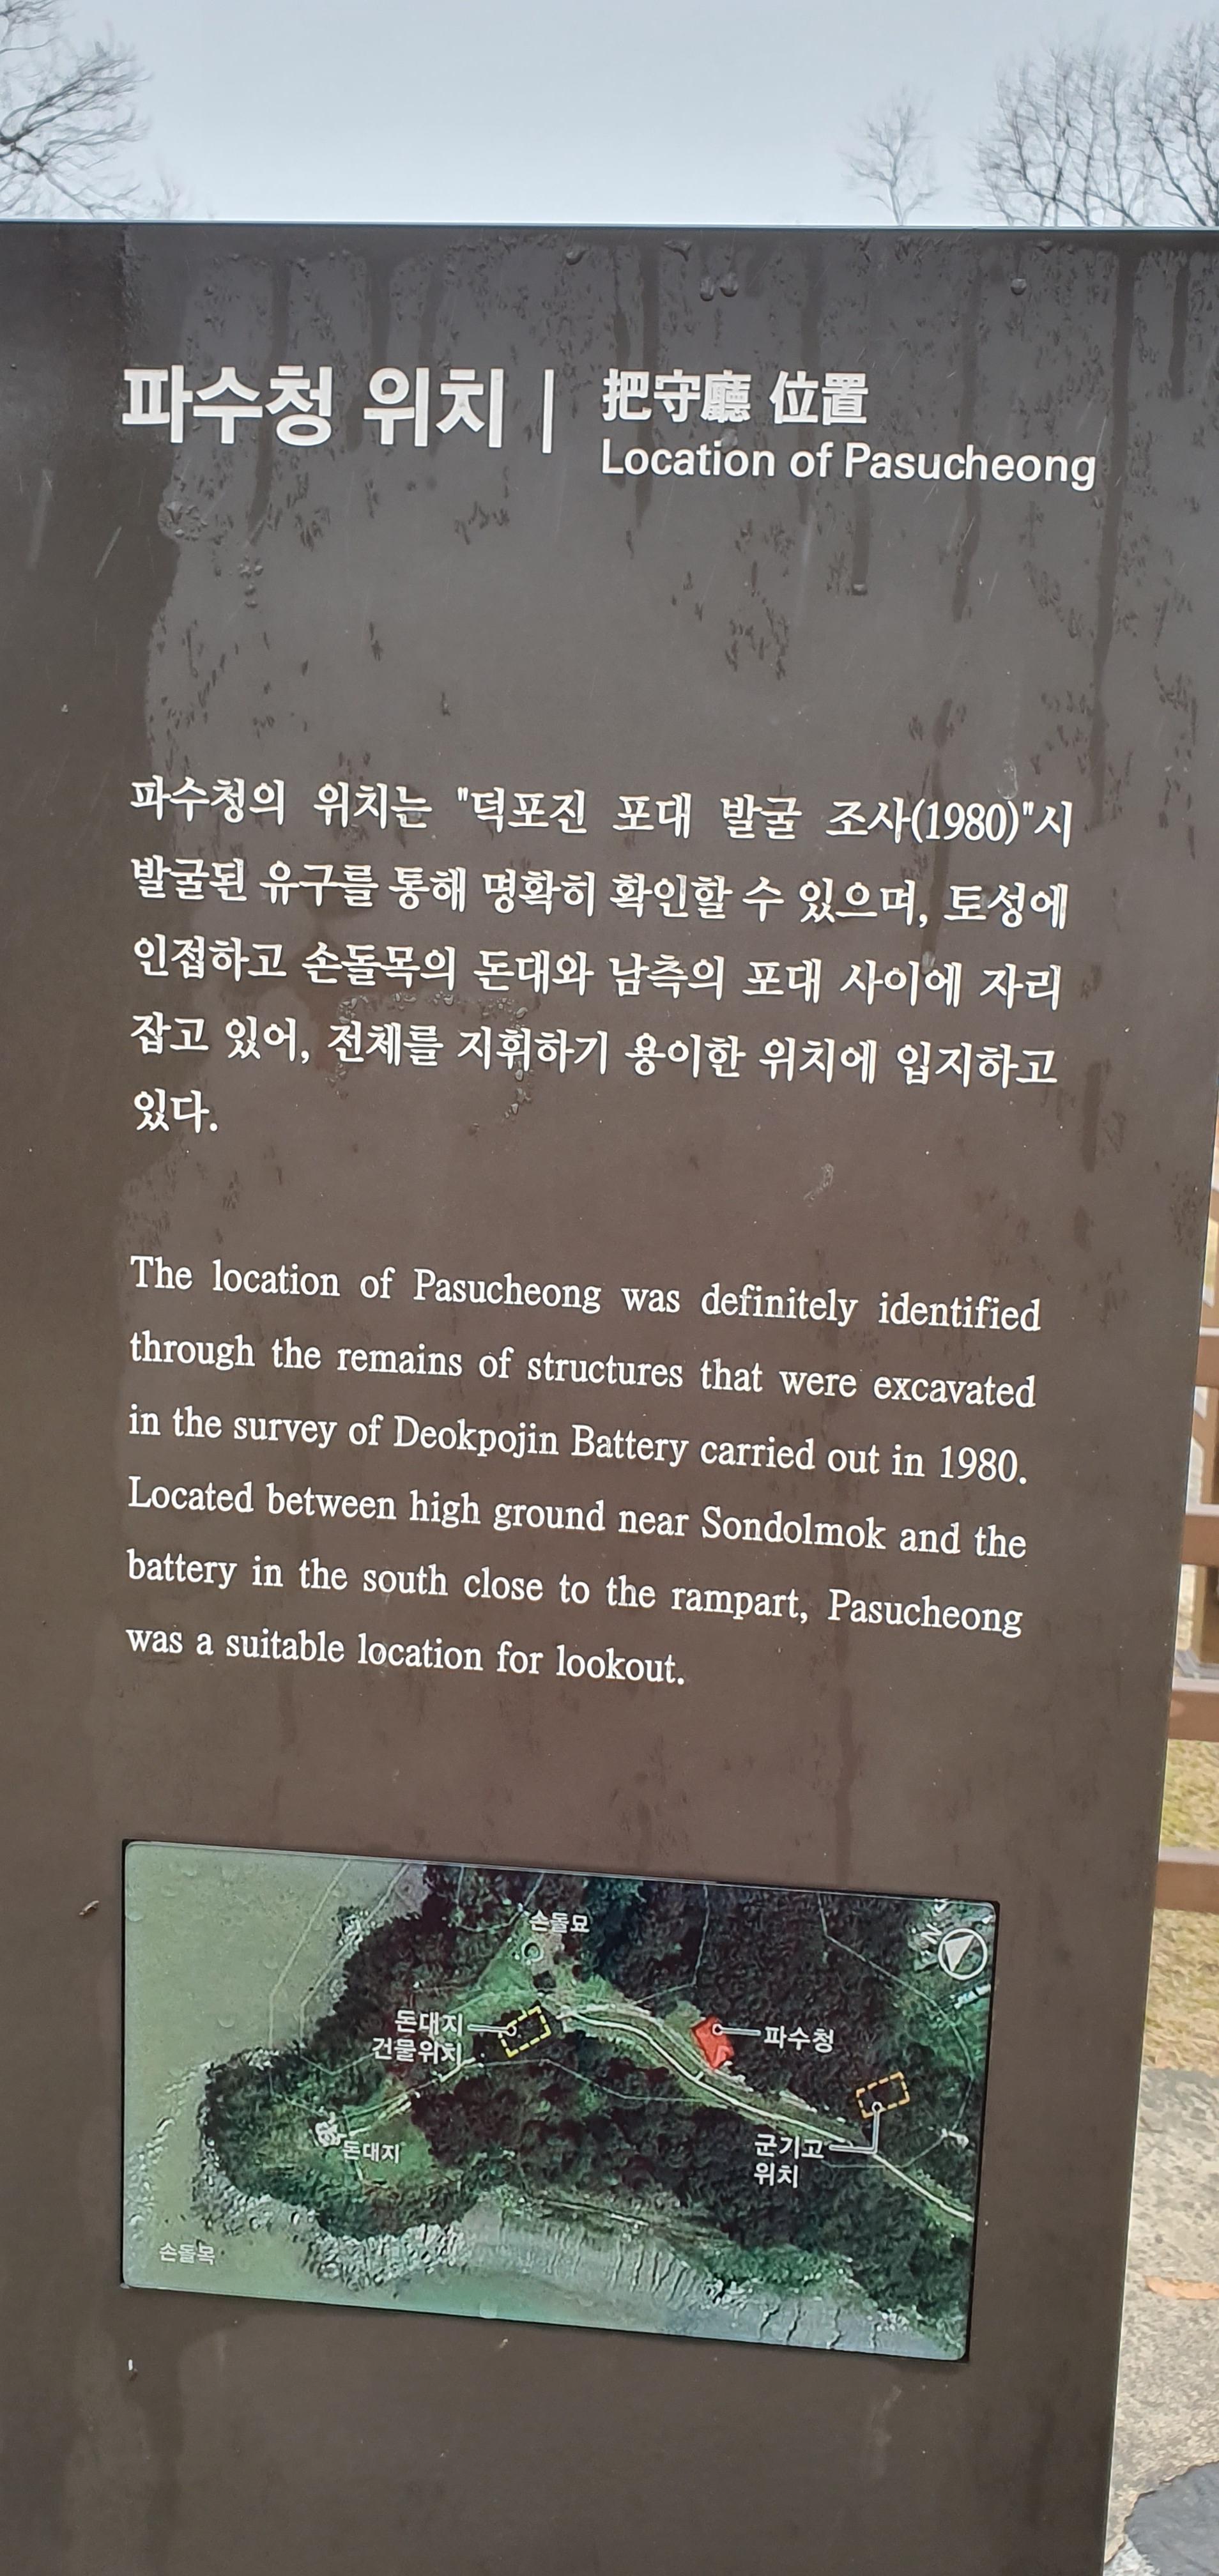 파수청 위치 |
把守廳 位置
Location of Pasucheong
파수청의 위치는 "덕포진 포대 발굴 조사(1980)"시
발굴된 유구를 통해 명확히 확인할 수 있으며, 토성에
인접하고 손돌목의 돈대와 남측의 포대 사이에 자리
잡고 있어, 전체를 지휘하기 용이한 위치에 입지하고
있다.
The location of Pasucheong was definitely identified
through the remains of structures that were excavated
in the survey of Deokpojin Battery carried out in 1980.
Located between high ground near Sondolmok and the
battery in the south close to the rampart, Pasucheong
was a suitable location for lookout.
손돌묘
N
돈대지
건물위치
파수청
돈대지
군기고
위치
손돌목